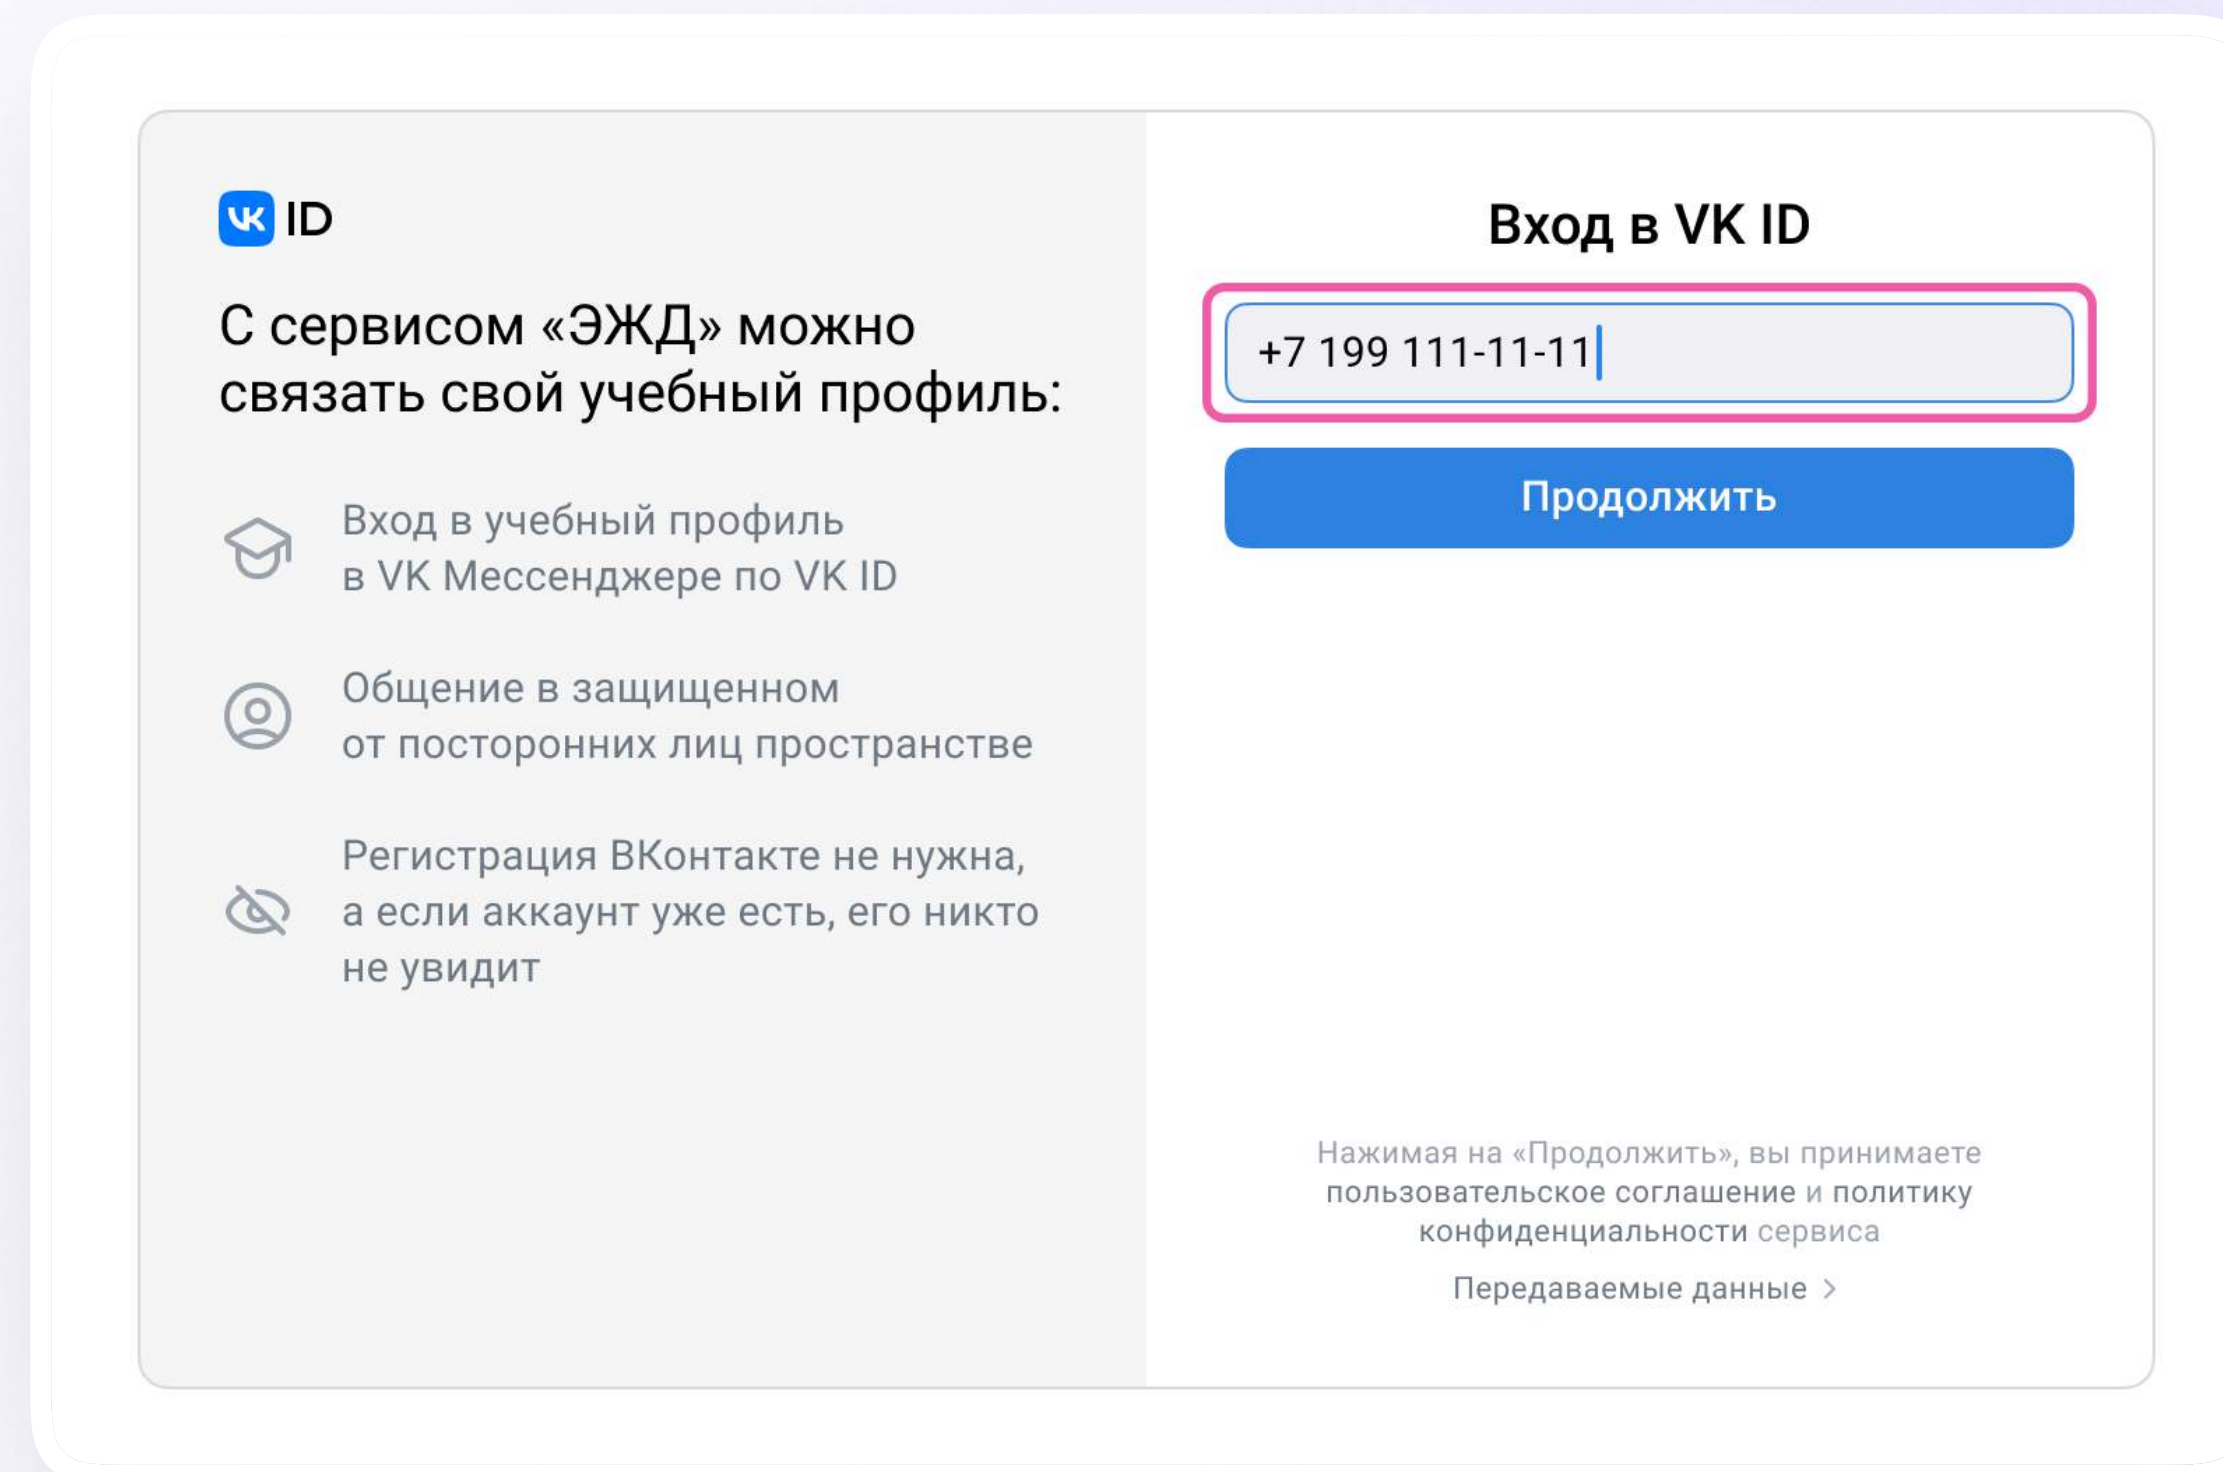 VK ID
С сервисом «ЭЖД» можно
связать свой учебный профиль:
Вход в учебный профиль
в VK Мессенджере по VK ID
Общение в защищенном
от посторонних лиц пространстве
Регистрация ВКонтакте не нужна,
а если аккаунт уже есть, его никто
не увидит
Вход в VK ID
+7 199 111-11-11
Продолжить
Нажимая на «Продолжить», вы принимаете
пользовательское соглашение и политику
конфиденциальности сервиса
Передаваемые данные >